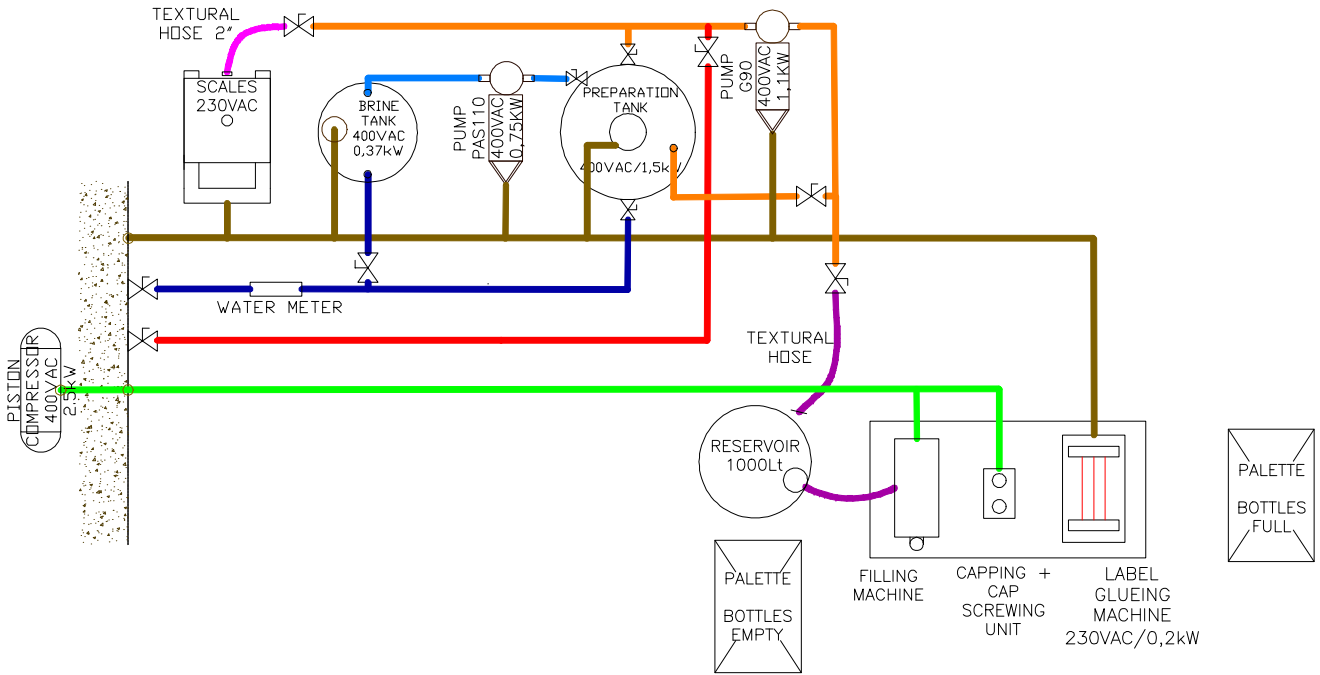 TEXTURAL
HOSE 2"
SCALES
230VAC
BRINE
TANK
400VAC
0,37kW
PUMP
PAS110
400VAC
0,75KW
PREPARATION
TANK
400VAC/1,5kW
PUMP
G90
400VAC
1,1KW
WATER METER
TEXTURAL
HOSE
PISTON
COMPRESSOR
400VAC
2.5kW
RESERVOIR
1000Lt
PALETTE
BOTTLES
EMPTY
FILLING
MACHINE
CAPPING +
CAP
SCREWING
UNIT
LABEL
GLUEING
MACHINE
230VAC/0,2kW
PALETTE
BOTTLES
FULL